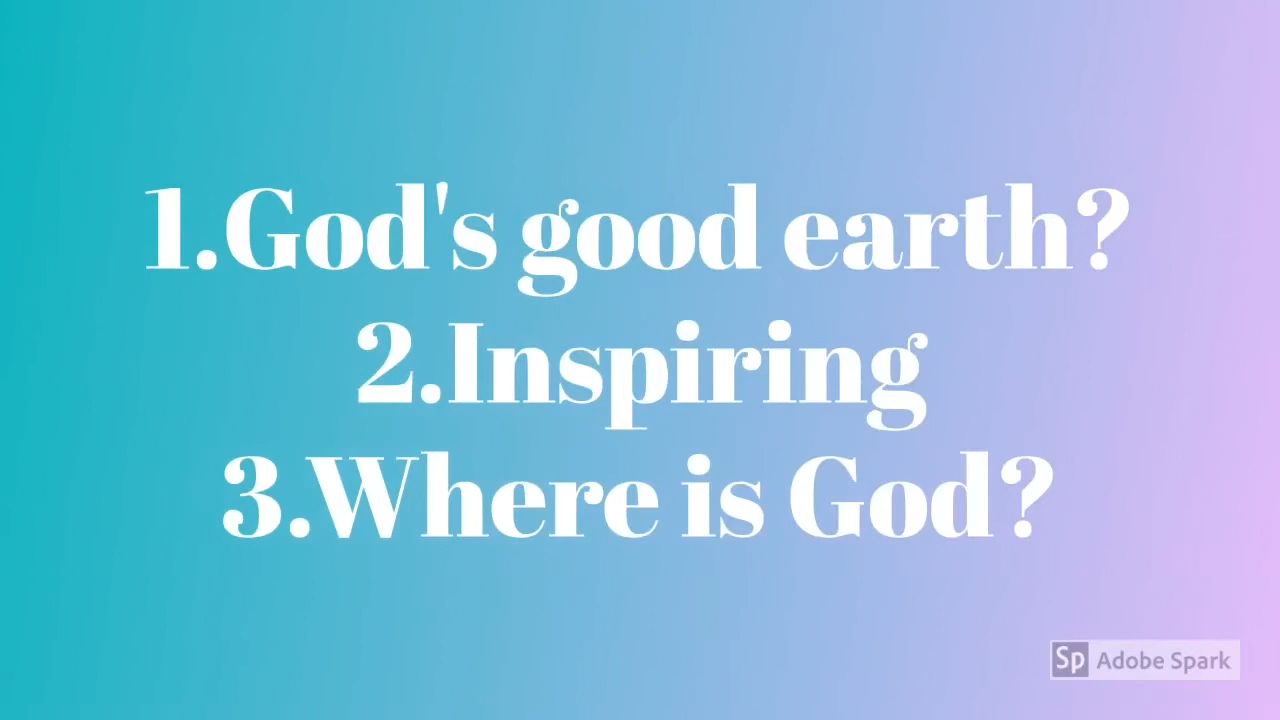 1.God's good earth?
2.Inspiring
3.Where is God?
Sp Adobe Spark